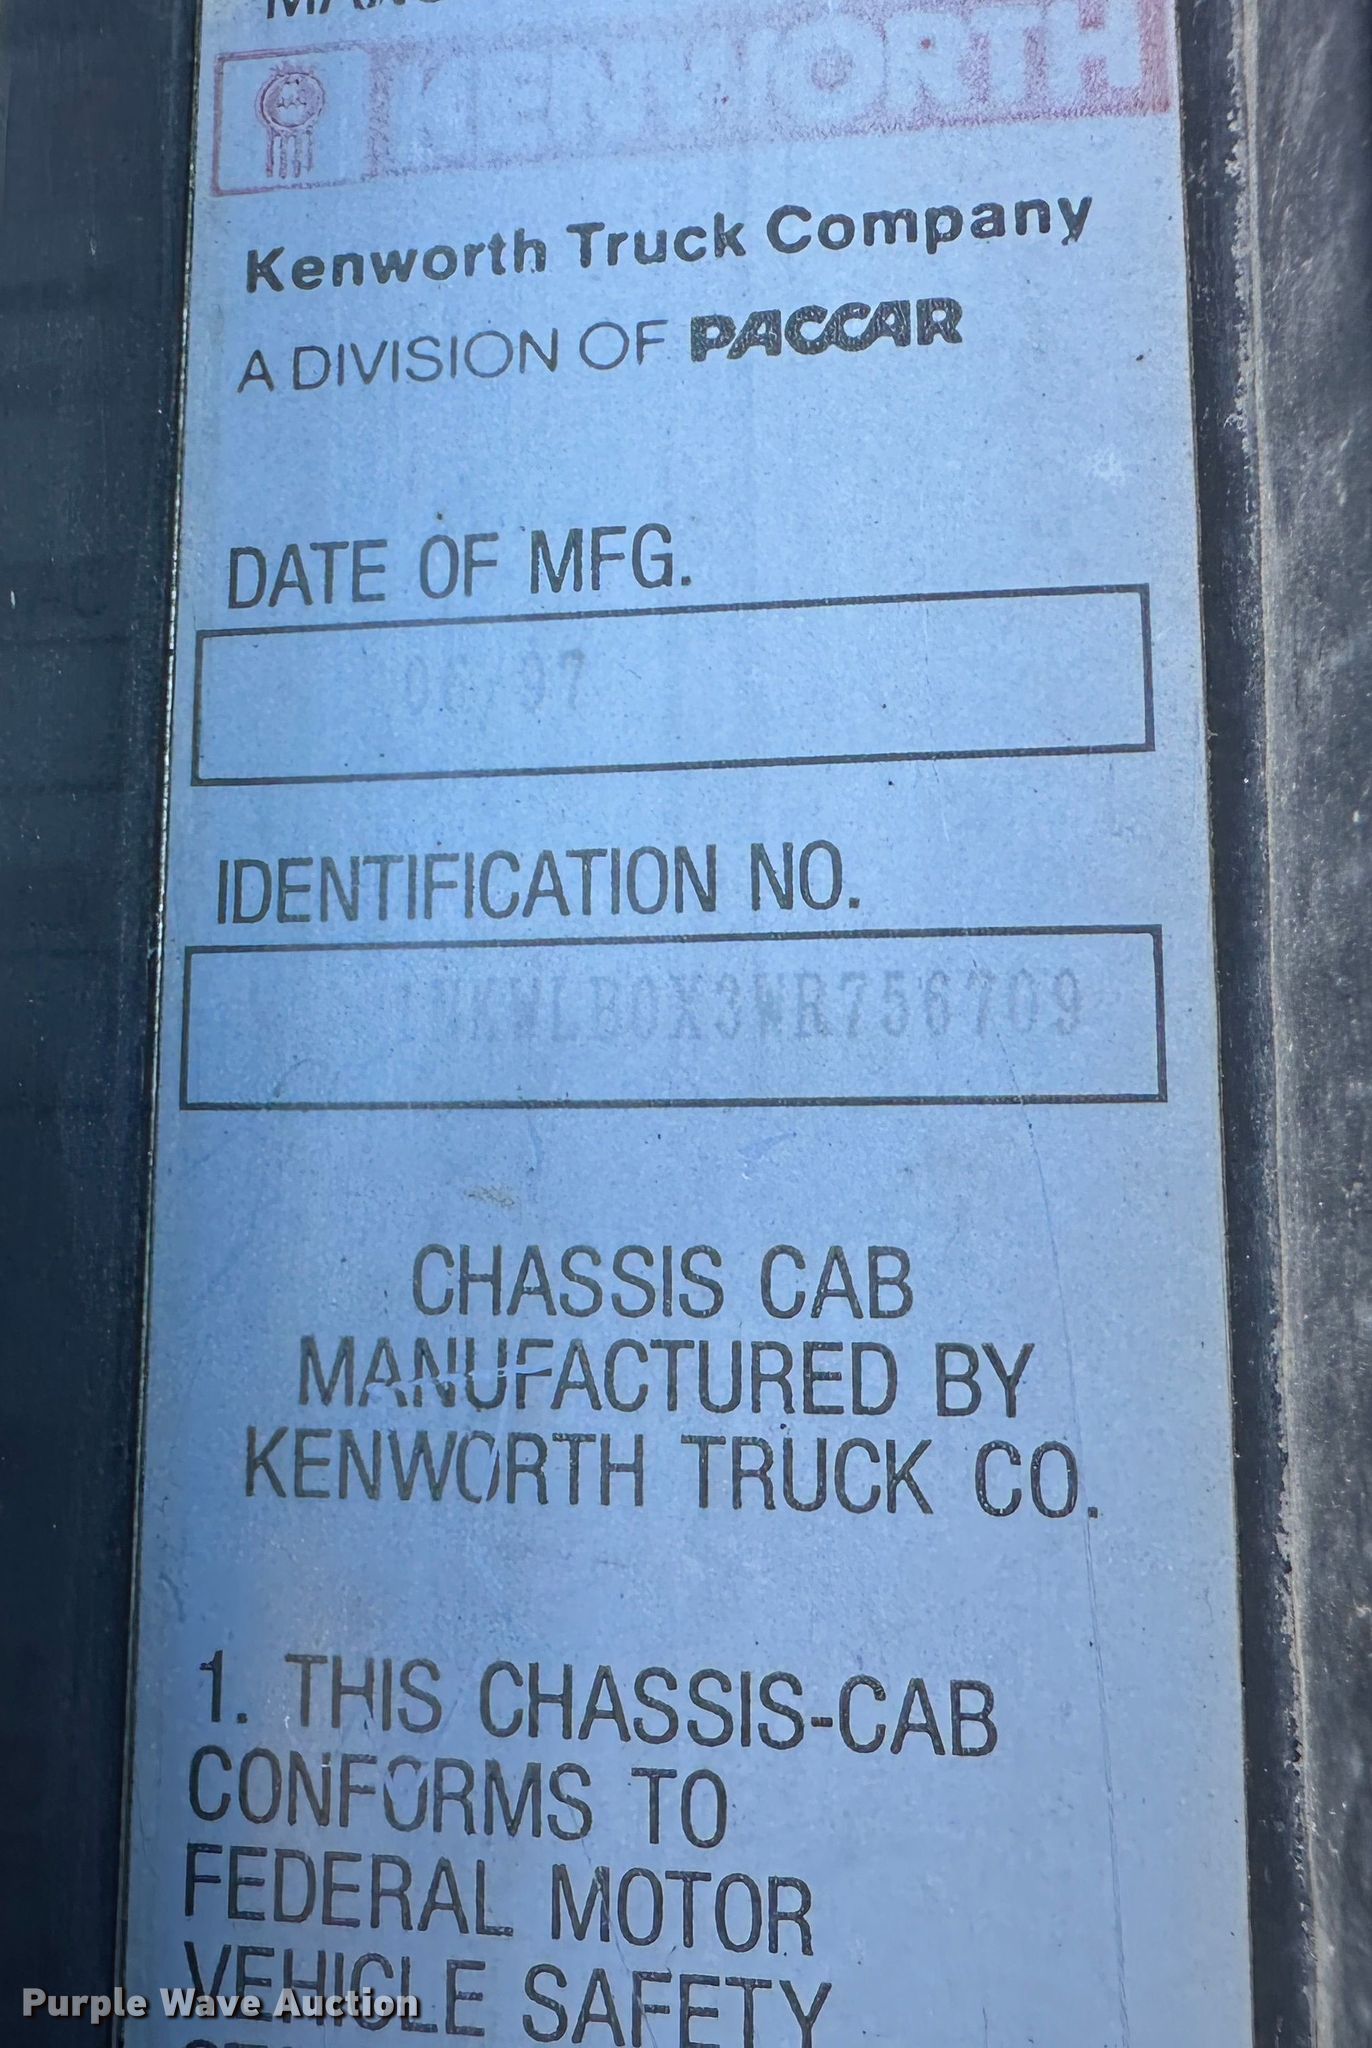 KENWORTH
Kenworth Truck Company
A DIVISION OF PACCAR
DATE OF MFG.
06/97
IDENTIFICATION NO.
1NKWLB0X3WR756709
CHASSIS CAB
MANUFACTURED BY
KENWORTH TRUCK CO.
1. THIS CHASSIS-CAB
CONFORMS TO
FEDERAL MOTOR
VEHICLE SAFETY
Purple Wave Auction